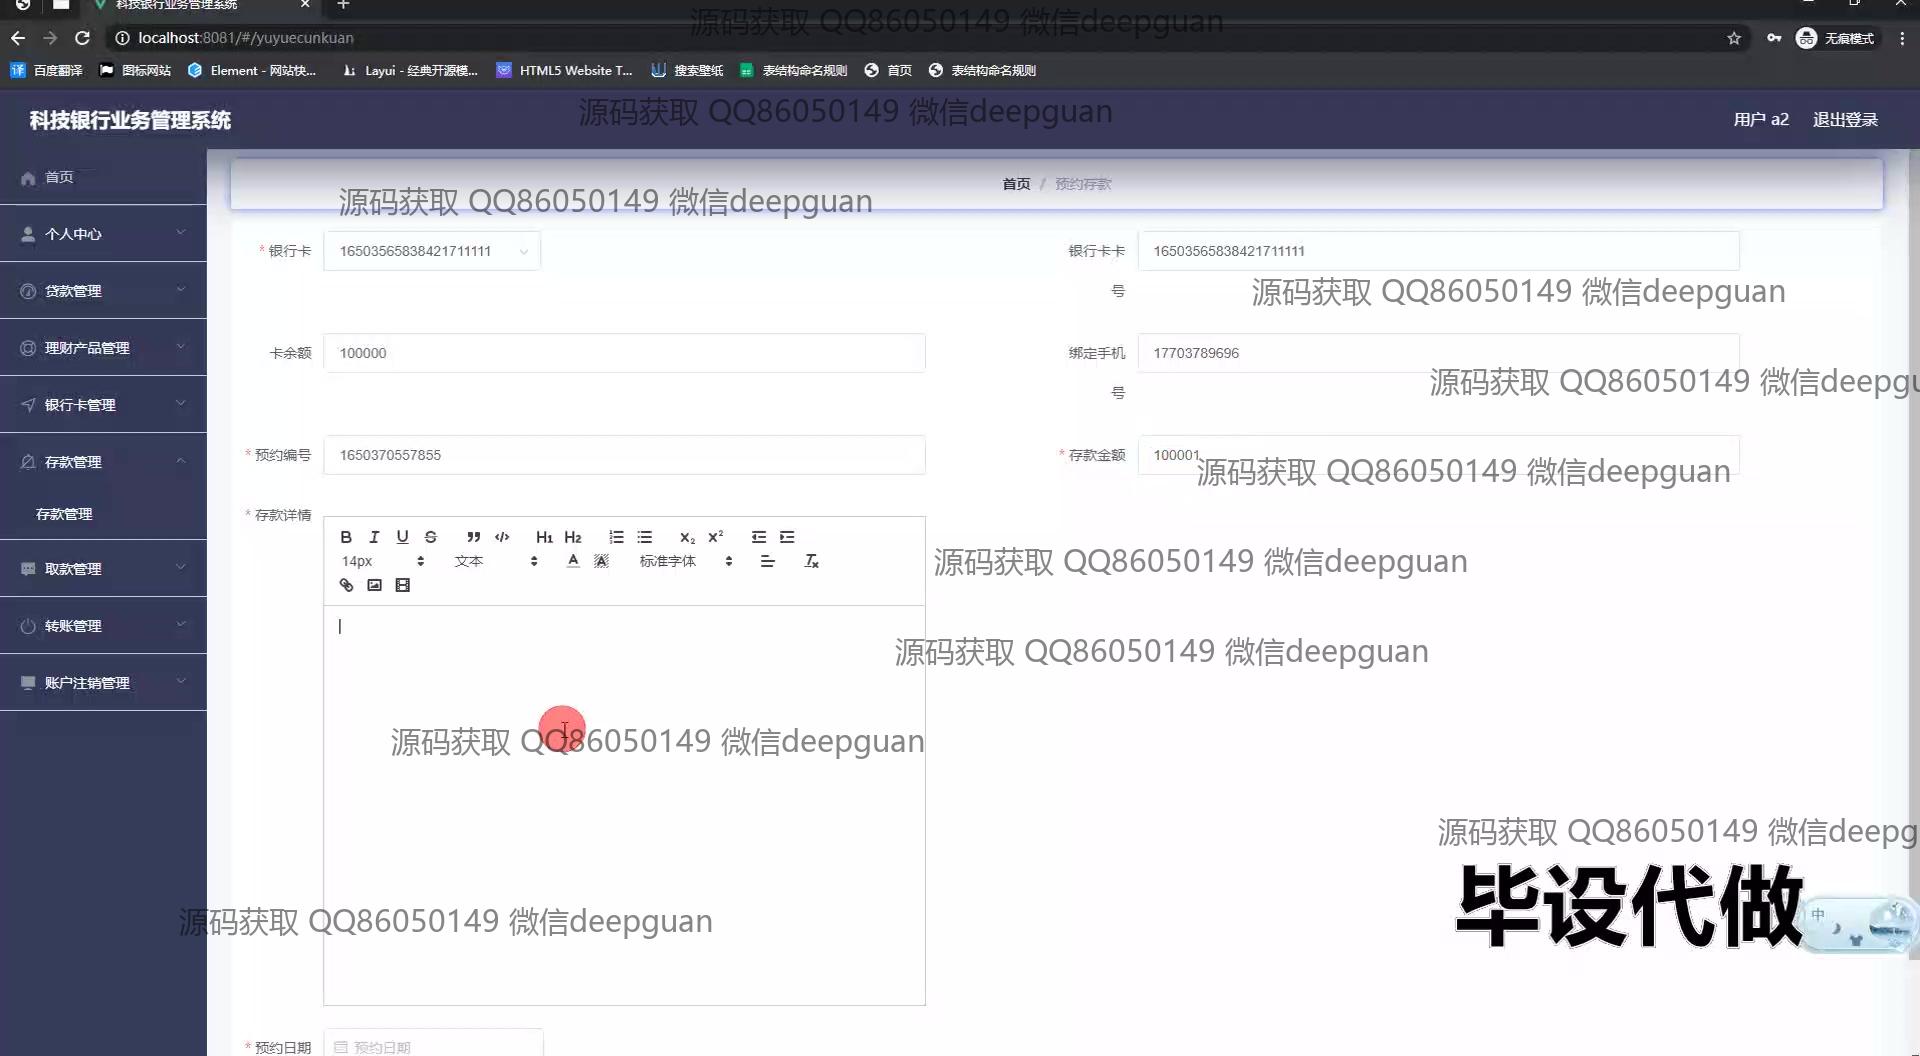 科技银行业务管理系统
源码获取 QQ86050149 微信deepguan
localhost:8081/#/yuyuecunkuan
无痕模式
百度翻译
图标网站
Element - 网站快...
Layui - 经典开源模...
HTML5 Website T...
搜索壁纸
表结构命名规则
首页
表结构命名规则
源码获取 QQ86050149 微信deepguan
科技银行业务管理系统
用户 a2
退出登录
首页
首页 / 预约存款
源码获取 QQ86050149 微信deepguan
个人中心
* 银行卡 16503565838421711111
银行卡卡号 16503565838421711111
贷款管理
源码获取 QQ86050149 微信deepguan
理财产品管理
卡余额 100000
绑定手机号 17703789696
源码获取 QQ86050149 微信deepgu
银行卡管理
存款管理
* 预约编号 1650370557855
* 存款金额 100001
源码获取 QQ86050149 微信deepguan
存款管理
* 存款详情
B I U S H1 H2 X2 X2
14px 文本 A A 标准字体 Tx
源码获取 QQ86050149 微信deepguan
取款管理
转账管理
源码获取 QQ86050149 微信deepguan
账户注销管理
源码获取 QQ86050149 微信deepguan
源码获取 QQ86050149 微信deepg
毕设代做
中
源码获取 QQ86050149 微信deepguan
* 预约日期 预约日期